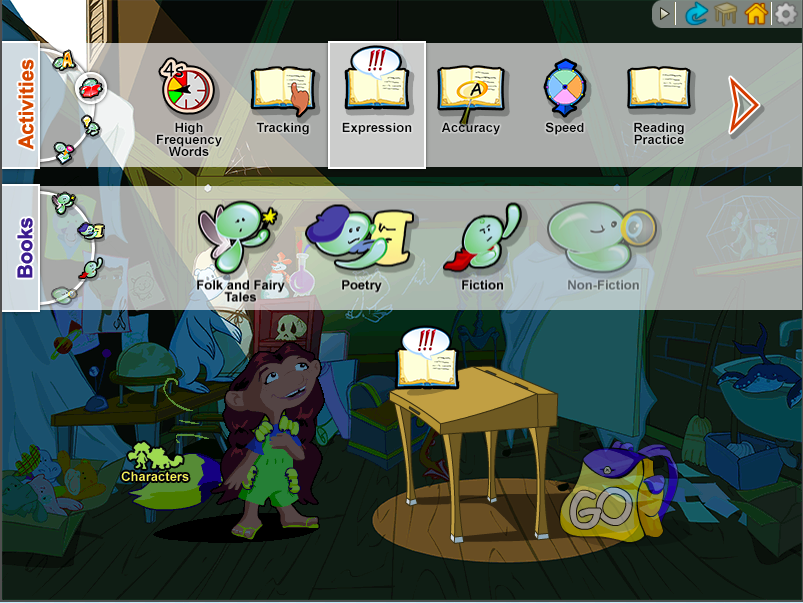 Activities
4s
High
Frequency
Words
Tracking
!!!
Expression
A
Accuracy
Speed
Reading
Practice
Books
Folk and Fairy
Tales
Poetry
Fiction
Non-Fiction
!!!
Characters
GO